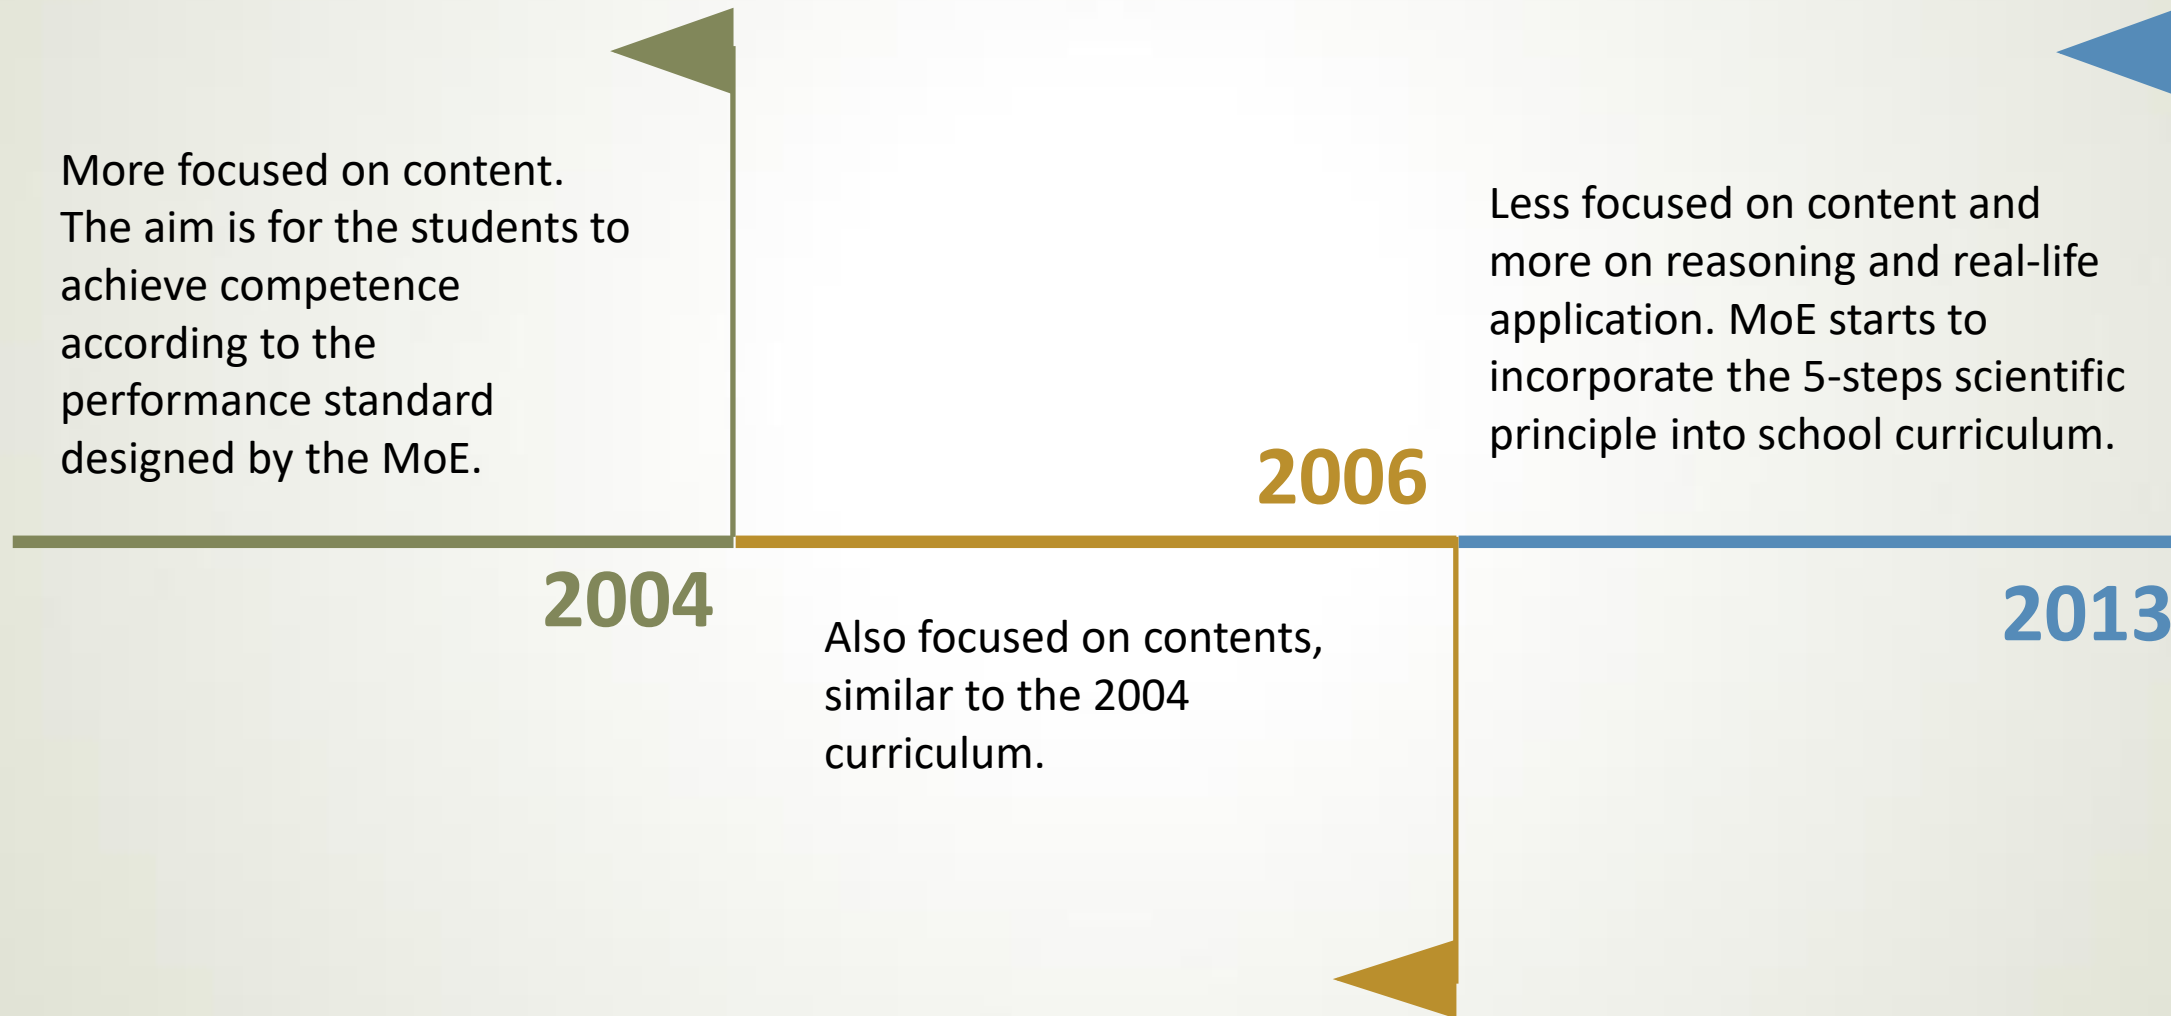 More focused on content.
The aim is for the students to
achieve competence
according to the
performance standard
designed by the MoE.
2004
2006
Also focused on contents,
similar to the 2004
curriculum.
Less focused on content and
more on reasoning and real-life
application. MoE starts to
incorporate the 5-steps scientific
principle into school curriculum.
2013